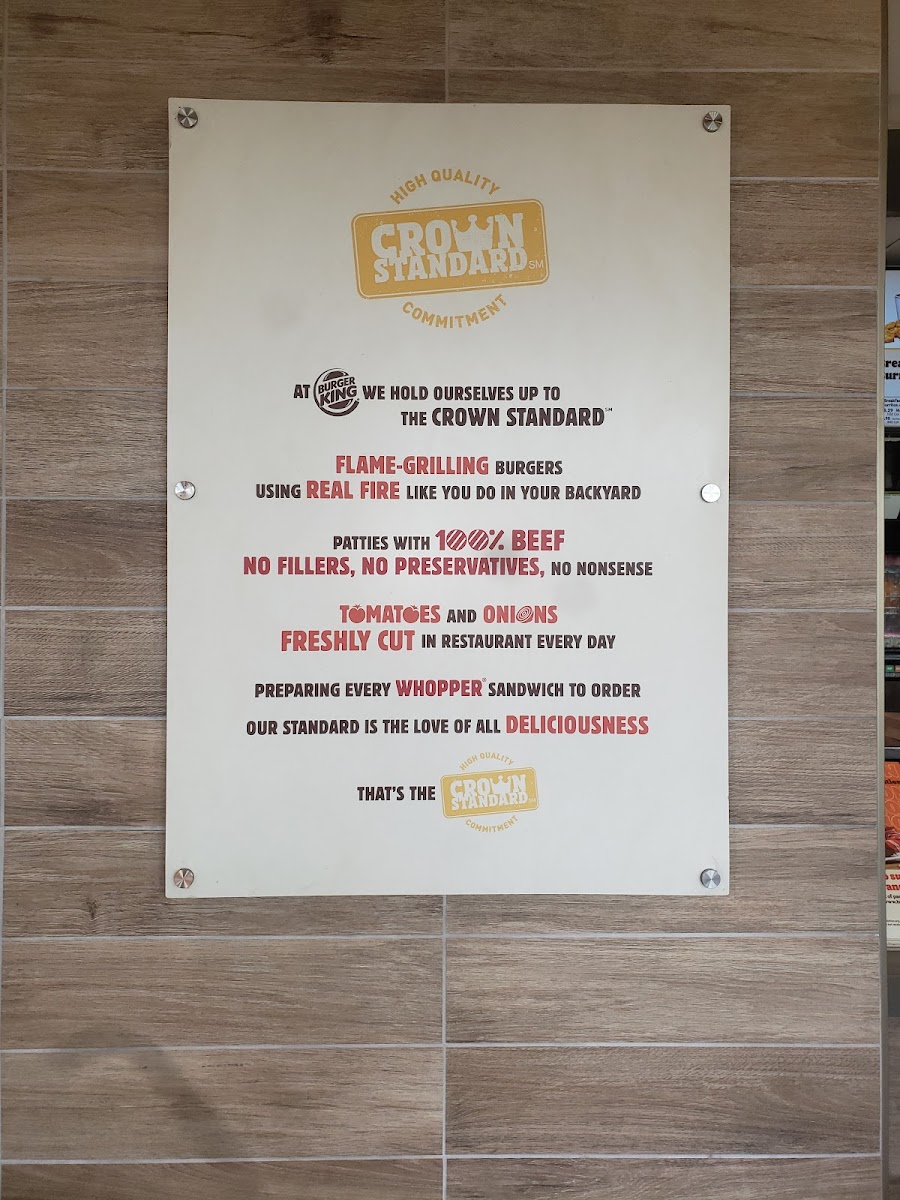 HIGH QUALITY
CROWN
STANDARD SM
COMMITMENT
AT BURGER KING WE HOLD OURSELVES UP TO
THE CROWN STANDARD℠
FLAME-GRILLING BURGERS
USING REAL FIRE LIKE YOU DO IN YOUR BACKYARD
PATTIES WITH 100% BEEF
NO FILLERS, NO PRESERVATIVES, NO NONSENSE
TOMATOES AND ONIONS
FRESHLY CUT IN RESTAURANT EVERY DAY
PREPARING EVERY WHOPPER® SANDWICH TO ORDER
OUR STANDARD IS THE LOVE OF ALL DELICIOUSNESS
HIGH QUALITY
THAT'S THE CROWN
STANDARD SM
COMMITMENT